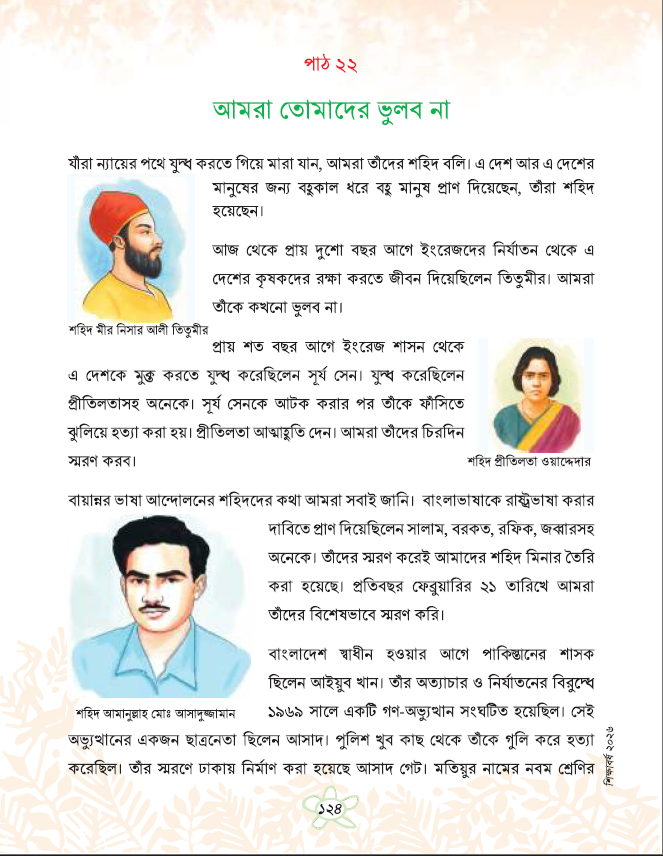 পাঠ ২২
আমরা তোমাদের ভুলব না
যাঁরা ন্যায়ের পথে যুদ্ধ করতে গিয়ে মারা যান, আমরা তাঁদের শহিদ বলি। এ দেশ আর এ দেশের
মানুষের জন্য বহুকাল ধরে বহু মানুষ প্রাণ দিয়েছেন, তাঁরা শহিদ
হয়েছেন।
আজ থেকে প্রায় দুশো বছর আগে ইংরেজদের নির্যাতন থেকে এ
দেশের কৃষকদের রক্ষা করতে জীবন দিয়েছিলেন তিতুমীর। আমরা
তাঁকে কখনো ভুলব না।
শহিদ মীর নিসার আলী তিতুমীর
প্রায় শত বছর আগে ইংরেজ শাসন থেকে
এ দেশকে মুক্ত করতে যুদ্ধ করেছিলেন সূর্য সেন। যুদ্ধ করেছিলেন
প্রীতিলতাসহ অনেকে। সূর্য সেনকে আটক করার পর তাঁকে ফাঁসিতে
ঝুলিয়ে হত্যা করা হয়। প্রীতিলতা আত্মাহুতি দেন। আমরা তাঁদের চিরদিন
স্মরণ করব।
শহিদ প্রীতিলতা ওয়াদ্দেদার
বায়ান্নর ভাষা আন্দোলনের শহিদদের কথা আমরা সবাই জানি। বাংলাভাষাকে রাষ্ট্রভাষা করার
দাবিতে প্রাণ দিয়েছিলেন সালাম, বরকত, রফিক, জব্বারসহ
অনেকে। তাঁদের স্মরণ করেই আমাদের শহিদ মিনার তৈরি
করা হয়েছে। প্রতিবছর ফেব্রুয়ারির ২১ তারিখে আমরা
তাঁদের বিশেষভাবে স্মরণ করি।
বাংলাদেশ স্বাধীন হওয়ার আগে পাকিস্তানের শাসক
ছিলেন আইয়ুব খান। তাঁর অত্যাচার ও নির্যাতনের বিরুদ্ধে
শহিদ আমানুল্লাহ মোঃ আসাদুজ্জামান
১৯৬৯ সালে একটি গণ-অভ্যুত্থান সংঘটিত হয়েছিল। সেই
অভ্যুত্থানের একজন ছাত্রনেতা ছিলেন আসাদ। পুলিশ খুব কাছ থেকে তাঁকে গুলি করে হত্যা
করেছিল। তাঁর স্মরণে ঢাকায় নির্মাণ করা হয়েছে আসাদ গেট। মতিয়ুর নামের নবম শ্রেণির
শিক্ষাবর্ষ ২০২৬
১২৪